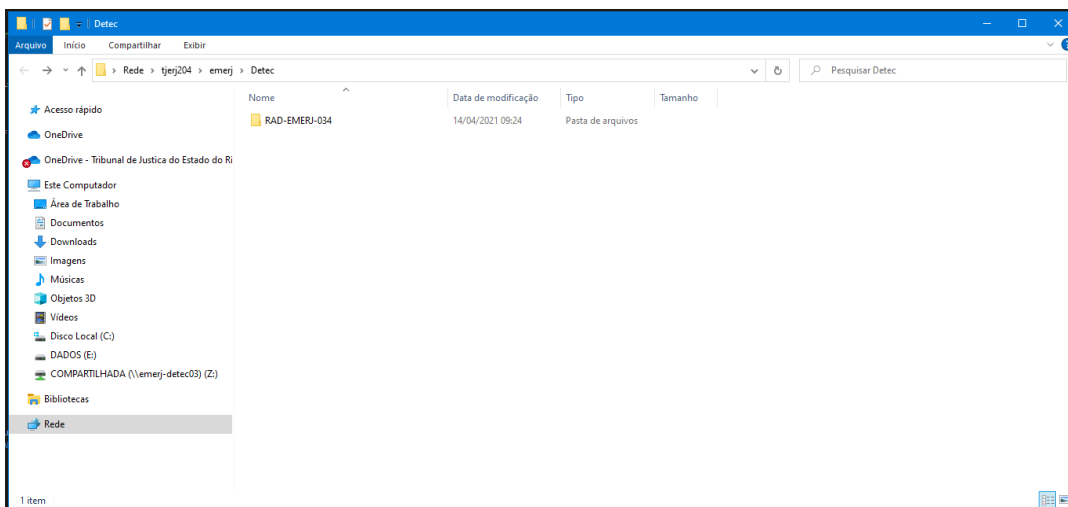 Detec
Arquivo Início Compartilhar Exibir
Rede > tjerj204 > emerj > Detec
Pesquisar Detec
Nome Data de modificação Tipo Tamanho
RAD-EMERJ-034 14/04/2021 09:24 Pasta de arquivos
Acesso rápido
OneDrive
OneDrive - Tribunal de Justica do Estado do Ri
Este Computador
Área de Trabalho
Documentos
Downloads
Imagens
Músicas
Objetos 3D
Vídeos
Disco Local (C:)
DADOS (E:)
COMPARTILHADA (\\emerj-detec03) (Z:)
Bibliotecas
Rede
1 item